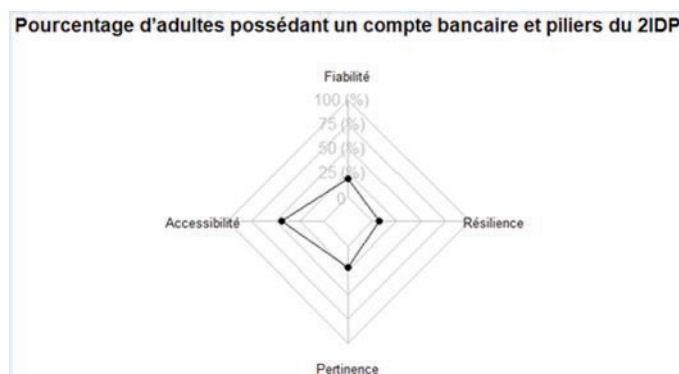 Pourcentage d'adultes possédant un compte bancaire et piliers du 2IDP
Fiabilité
100 (%)
75 (%)
50 (%)
25 (%)
0
Accessibilité
Résilience
Pertinence